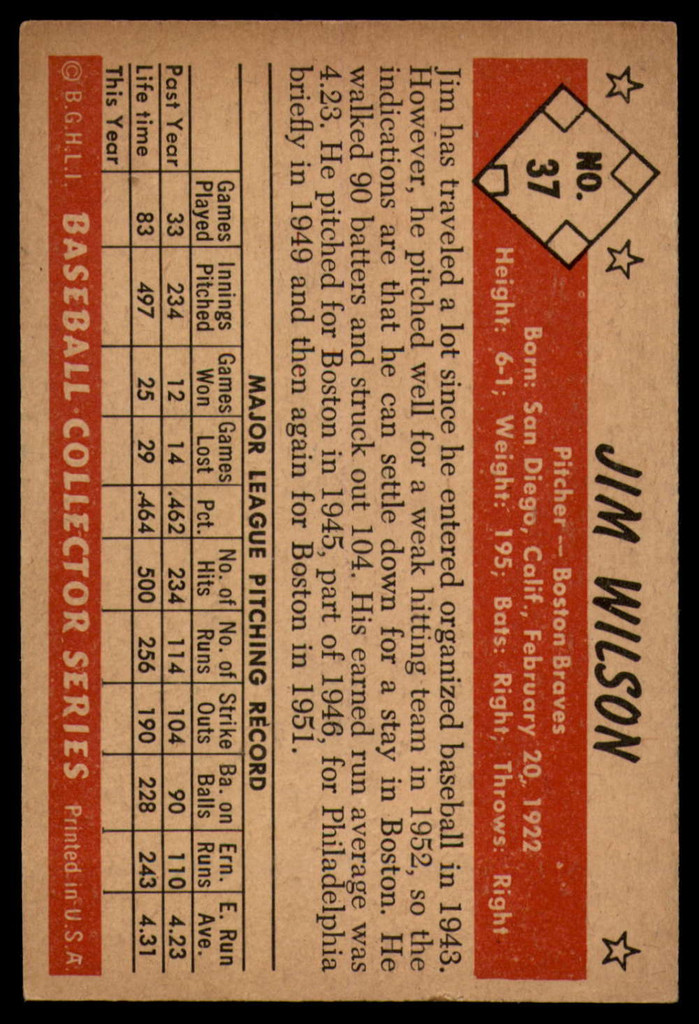 JIM WILSON
NO.
37
Pitcher — Boston Braves
Born: San Diego, Calif., February 20, 1922
Height: 6-1; Weight: 195; Bats: Right; Throws: Right
Jim has traveled a lot since he entered organized baseball in 1943.
However, he pitched well for a weak hitting team in 1952, so the
indications are that he can settle down for a stay in Boston. He
walked 90 batters and struck out 104. His earned run average was
4.23. He pitched for Boston in 1945, part of 1946, for Philadelphia
briefly in 1949 and then again for Boston in 1951.
MAJOR LEAGUE PITCHING RECORD
Games Innings Games Games Pct. No. of No. of Strike Ba. on Ern. E. Run
Played Pitched Won Lost Hits Runs Outs Balls Runs Ave.
Past Year 33 234 12 14 .462 234 114 104 90 110 4.23
Life time 83 497 25 29 .464 500 256 190 228 243 4.31
This Year
© B.G.H.L.I. BASEBALL COLLECTOR SERIES Printed in U.S.A.